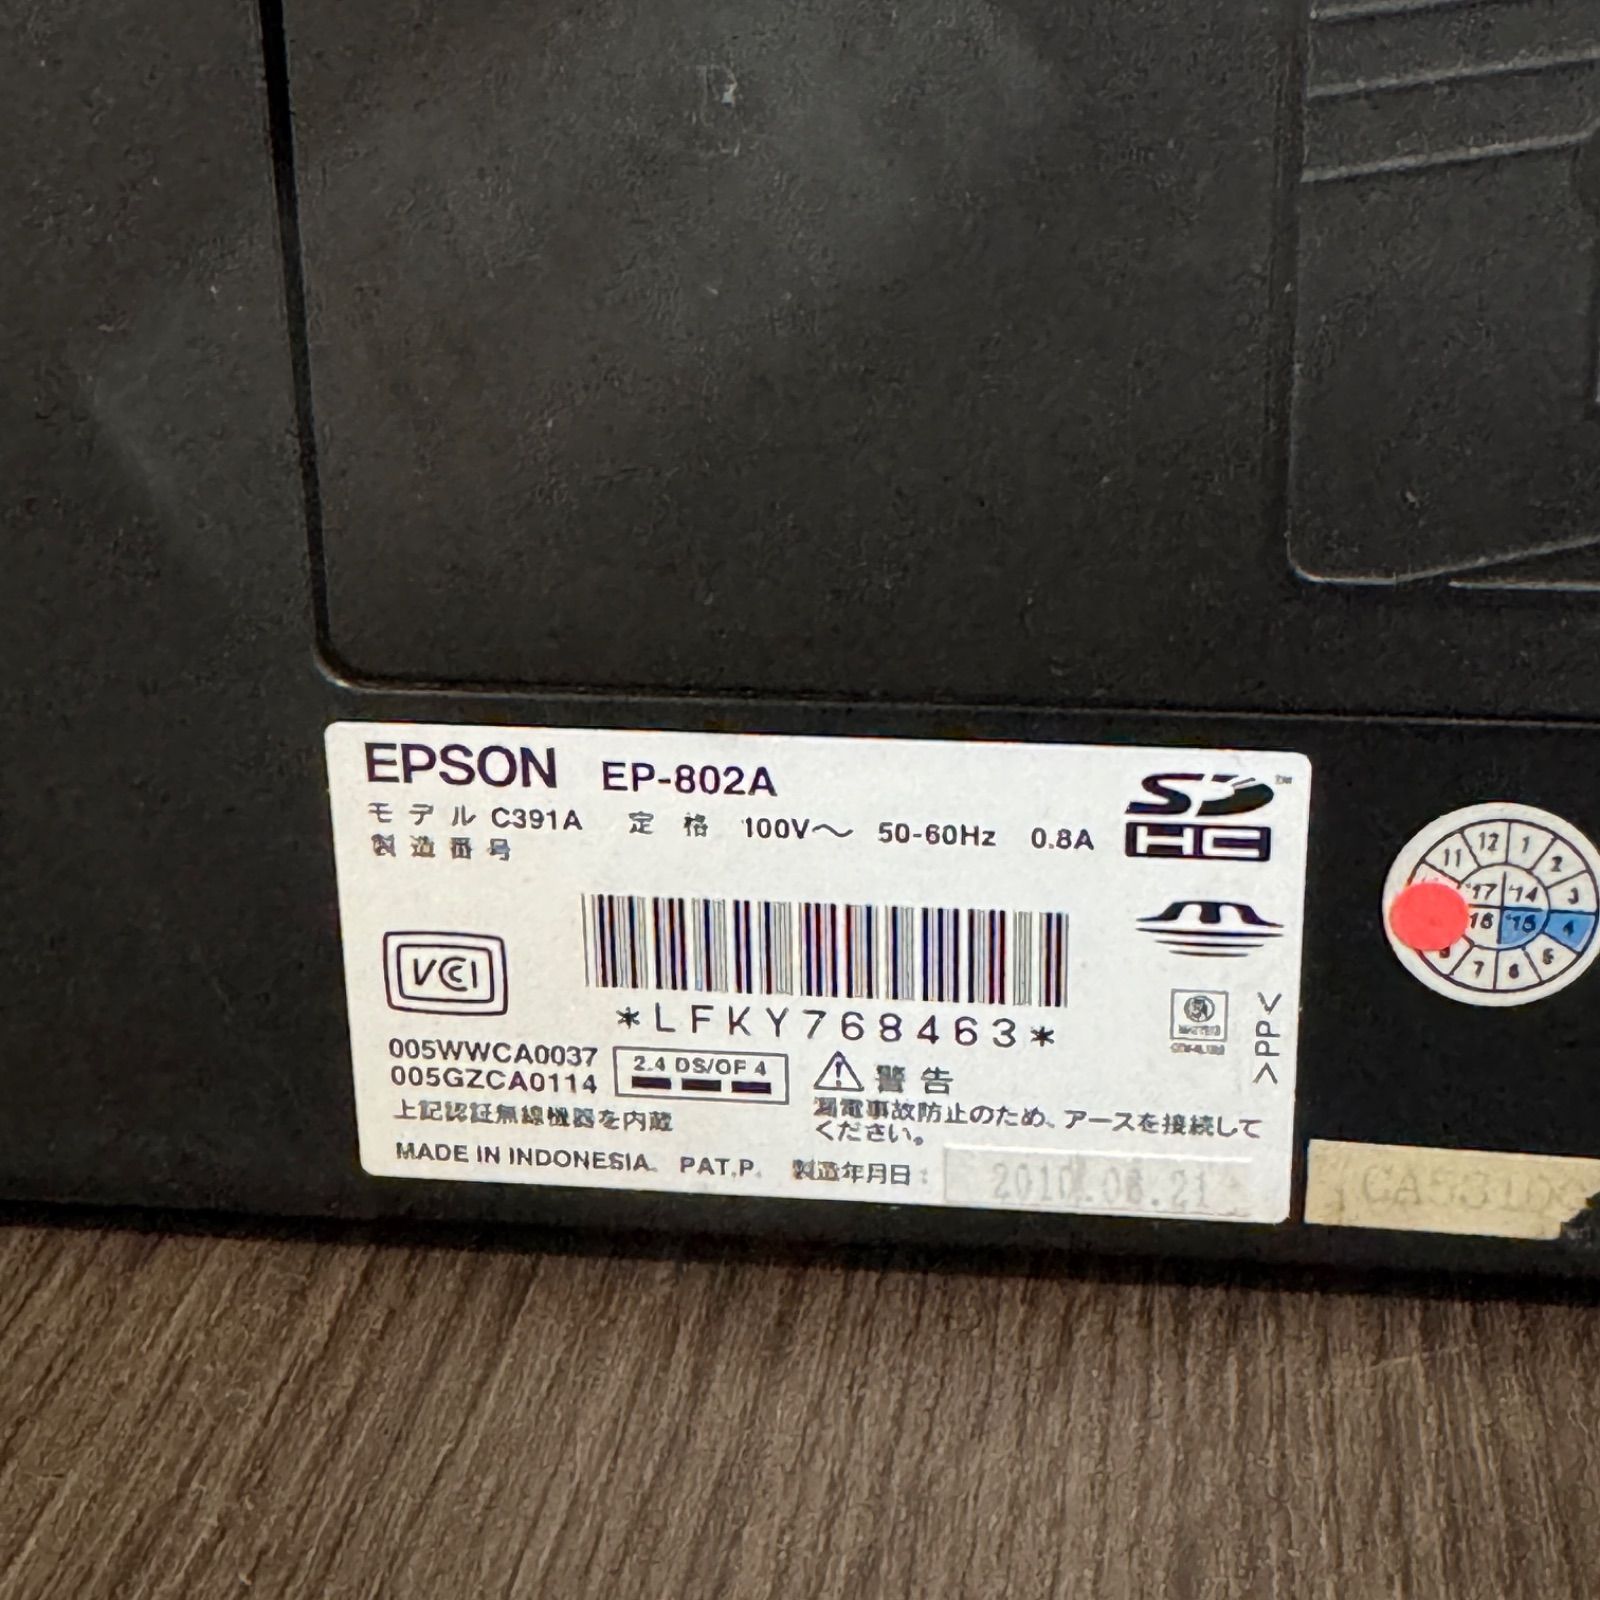 EPSON EP-802A
モデル C391A 定格 100V～ 50-60Hz 0.8A
製造番号
SD™
HC
VCI
*LFKY768463*
>PP<
005WWCA0037
005GZCA0114
2.4 DS/OF 4
上記認証無線機器を内蔵
警告
漏電事故防止のため、アースを接続して
ください。
MADE IN INDONESIA. PAT.P. 製造年月日:
11 12 1 2 3 4 5 6 7
'17 '14 '15